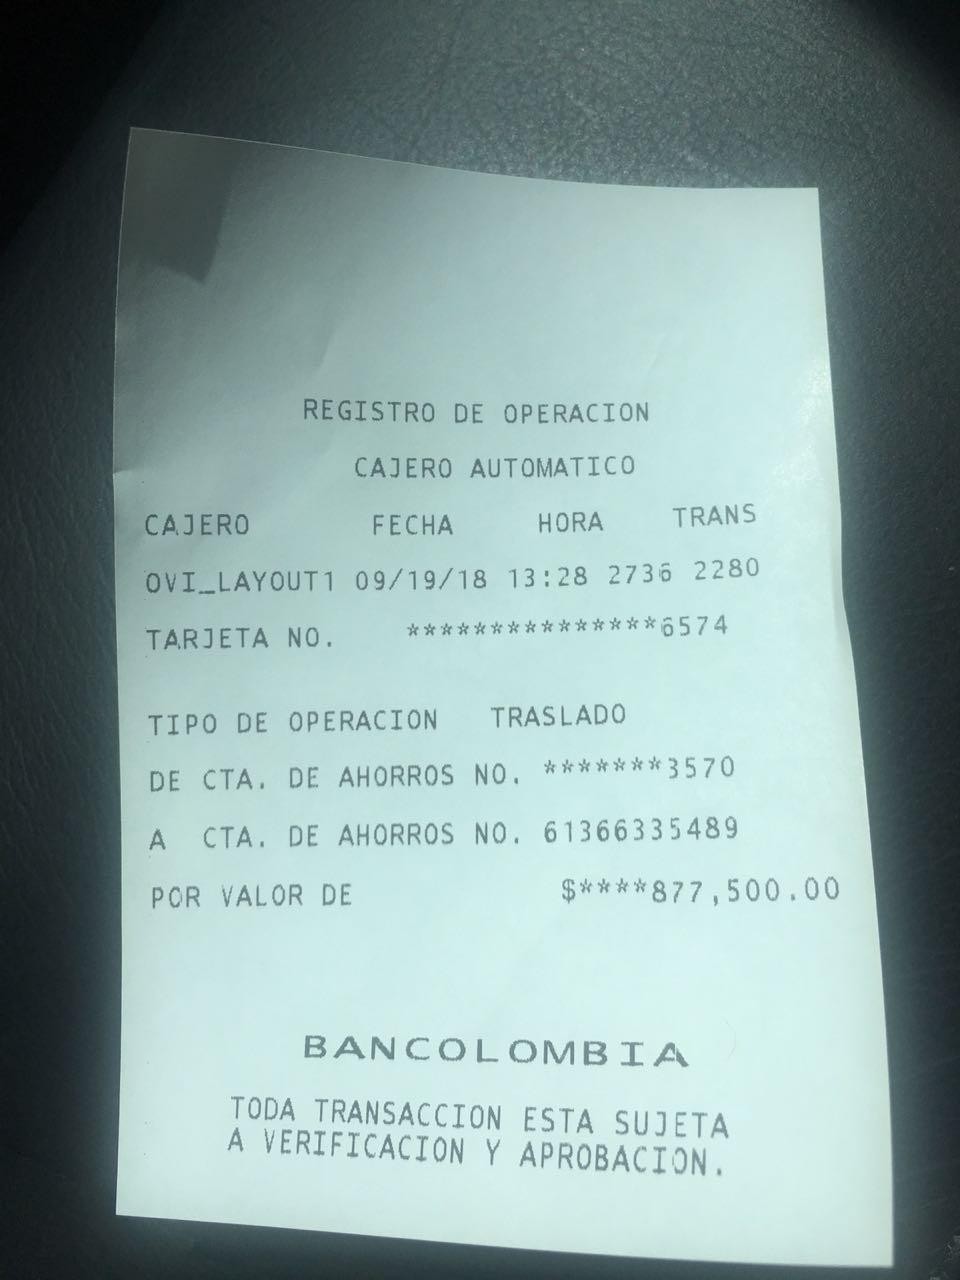 REGISTRO DE OPERACION
CAJERO AUTOMATICO
CAJERO FECHA HORA TRANS
OVI_LAYOUT1 09/19/18 13:28 2736 2280
TARJETA NO. ***************6574
TIPO DE OPERACION TRASLADO
DE CTA. DE AHORROS NO. *******3570
A CTA. DE AHORROS NO. 61366335489
POR VALOR DE $****877,500.00
BANCOLOMBIA
TODA TRANSACCION ESTA SUJETA
A VERIFICACION Y APROBACION.